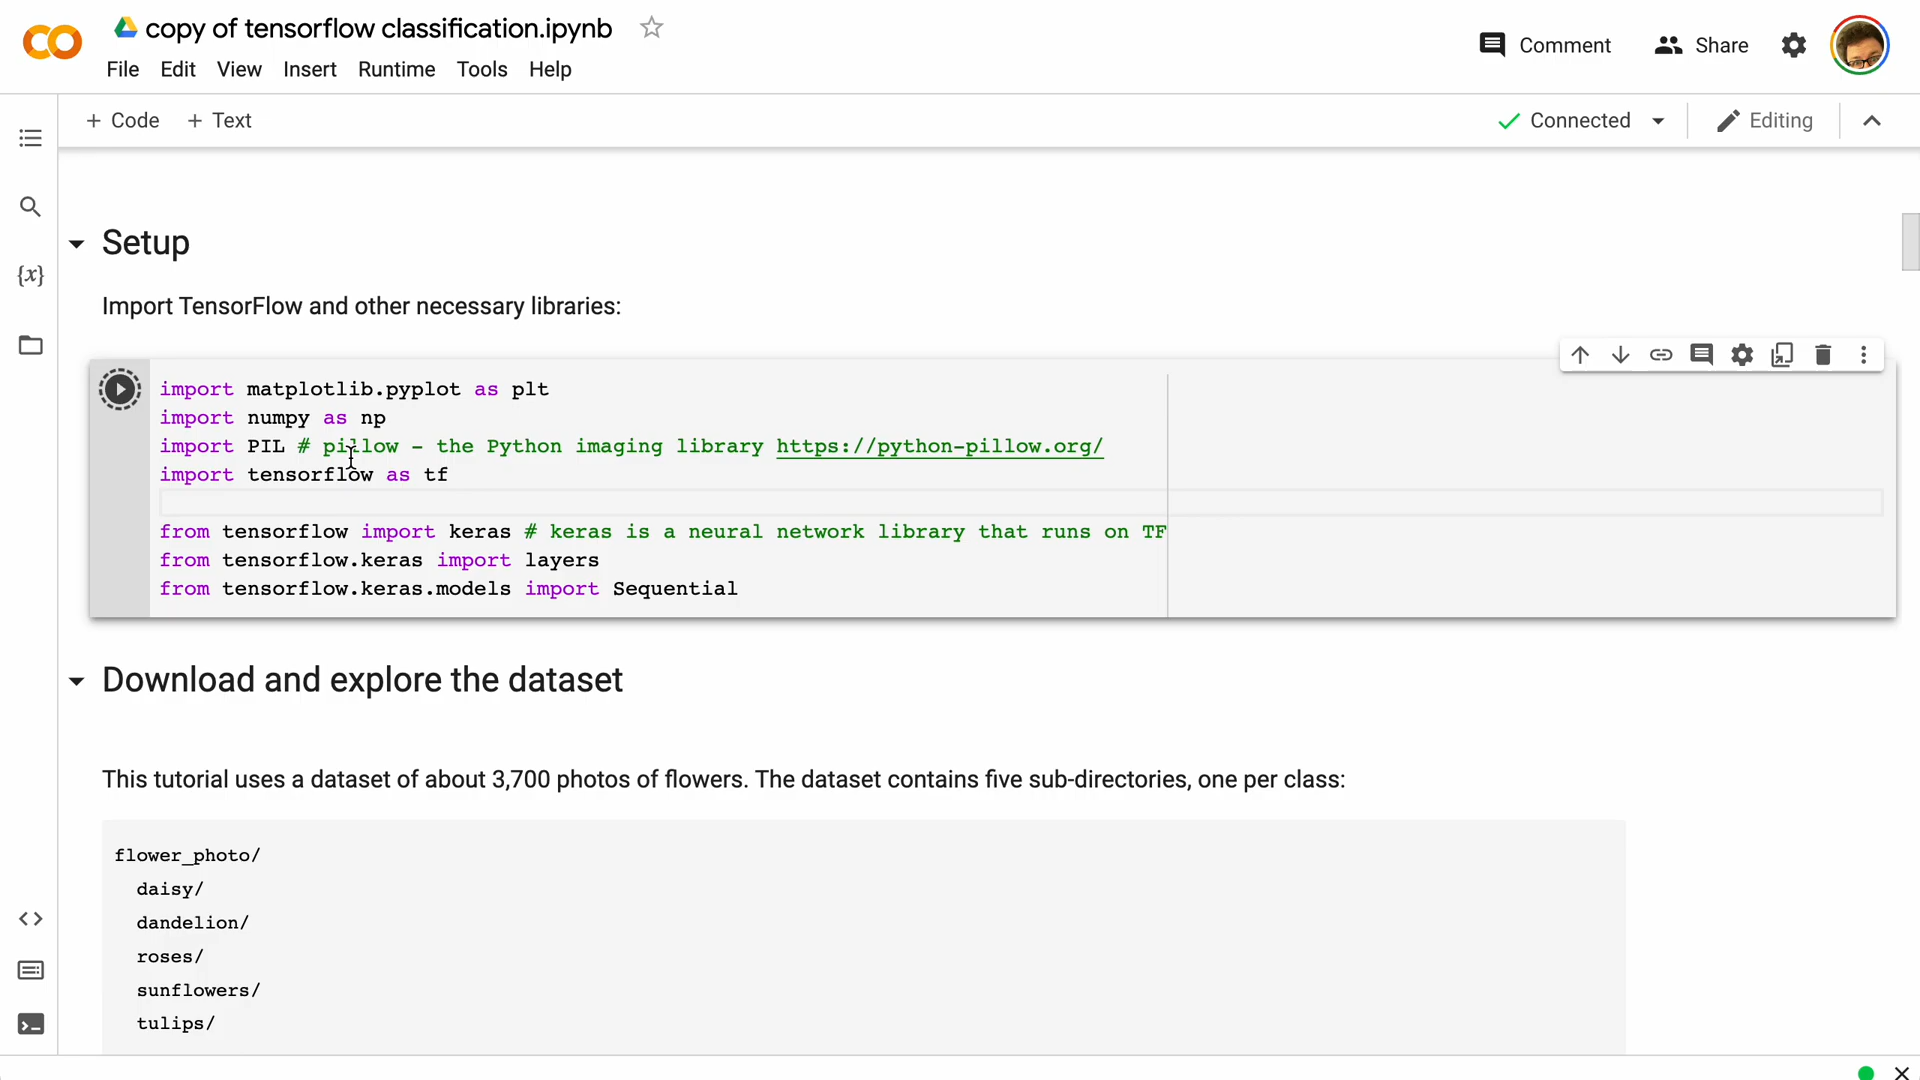 copy of tensorflow classification.ipynb
Comment
Share
File Edit View Insert Runtime Tools Help
+ Code + Text
Connected
Editing
Setup
{x}
Import TensorFlow and other necessary libraries:
import matplotlib.pyplot as plt
import numpy as np
import PIL # pillow - the Python imaging library https://python-pillow.org/
import tensorflow as tf
from tensorflow import keras # keras is a neural network library that runs on TF
from tensorflow.keras import layers
from tensorflow.keras.models import Sequential
Download and explore the dataset
This tutorial uses a dataset of about 3,700 photos of flowers. The dataset contains five sub-directories, one per class:
flower_photo/
daisy/
dandelion/
roses/
sunflowers/
tulips/